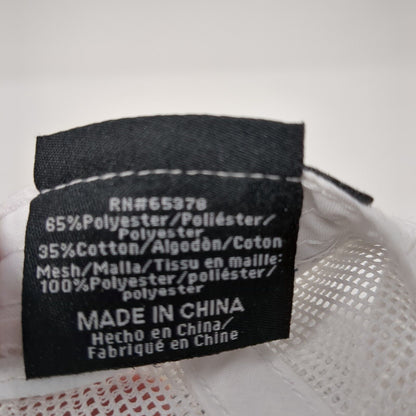 RN#65378
65%Polyester/Poliéster/
Polyester
35%Cotton/Algodòn/Coton
Mesh/Malla/Tissu en maille:
100%Polyester/poliéster/
polyester
MADE IN CHINA
Hecho en China/
Fabriqué en Chine